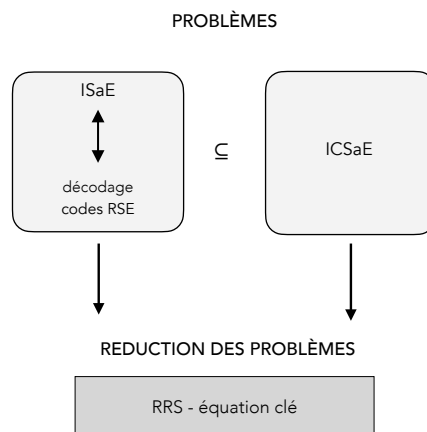 PROBLÈMES
ISaE
décodage
codes RSE
⊆
ICSaE
REDUCTION DES PROBLÈMES
RRS - équation clé